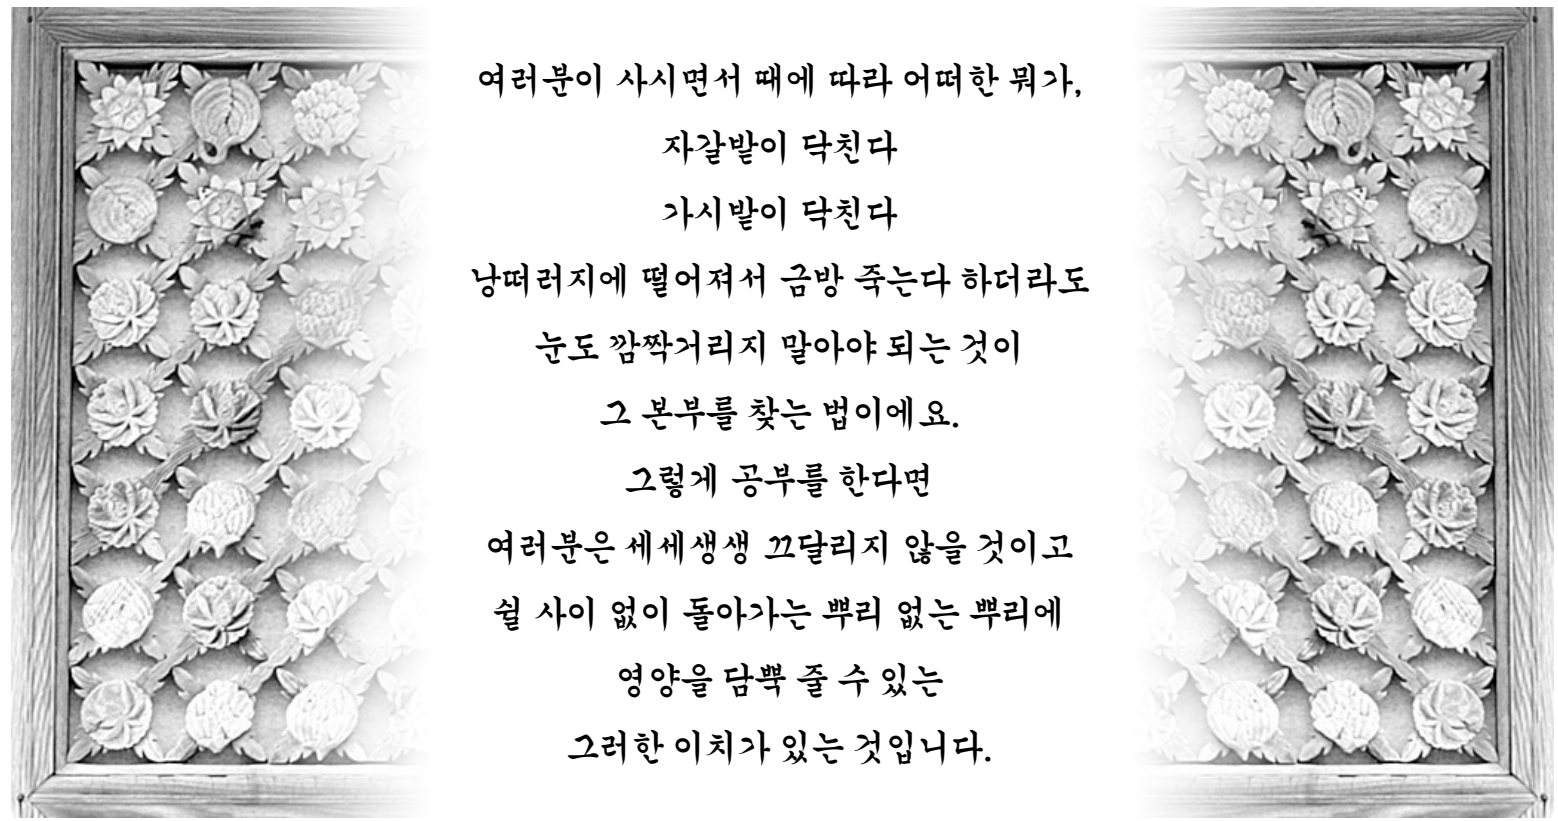 여러분이 사시면서 때에 따라 어떠한 뭐가,
자갈밭이 닥친다
가시밭이 닥친다
낭떠러지에 떨어져서 금방 죽는다 하더라도
눈도 깜짝거리지 말아야 되는 것이
그 본부를 찾는 법이에요.
그렇게 공부를 한다면
여러분은 세세생생 끄달리지 않을 것이고
쉴 사이 없이 돌아가는 뿌리 없는 뿌리에
영양을 담뿍 줄 수 있는
그러한 이치가 있는 것입니다.